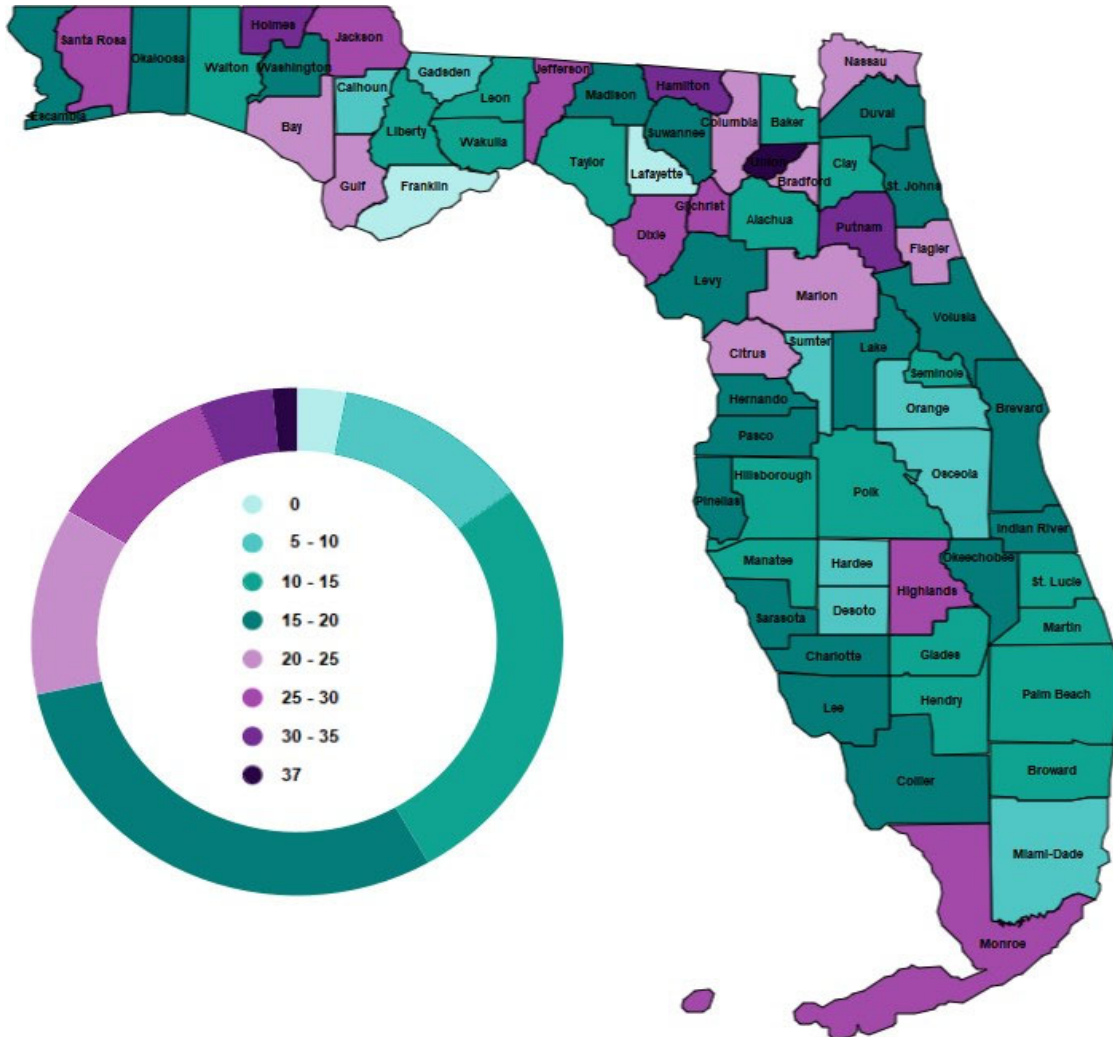 Holmes
Santa Rosa
Jackson
Okaloosa
Walton
Washington
Escambia
Calhoun
Gadsden
Jefferson
Leon
Madison
Hamilton
Nassau
Bay
Liberty
Wakulla
Suwannee
Columbia
Baker
Duval
Gulf
Franklin
Taylor
Lafayette
Union
Bradford
Clay
St. Johns
Dixie
Gilchrist
Alachua
Putnam
Flagler
Levy
Marion
Volusia
Citrus
Sumter
Lake
Seminole
Hernando
Orange
Brevard
Pasco
Osceola
Hillsborough
Polk
Pinellas
Indian River
Manatee
Hardee
Okeechobee
St. Lucie
Highlands
Desoto
Sarasota
Martin
Charlotte
Glades
Lee
Hendry
Palm Beach
Collier
Broward
Miami-Dade
Monroe
0
5 - 10
10 - 15
15 - 20
20 - 25
25 - 30
30 - 35
37